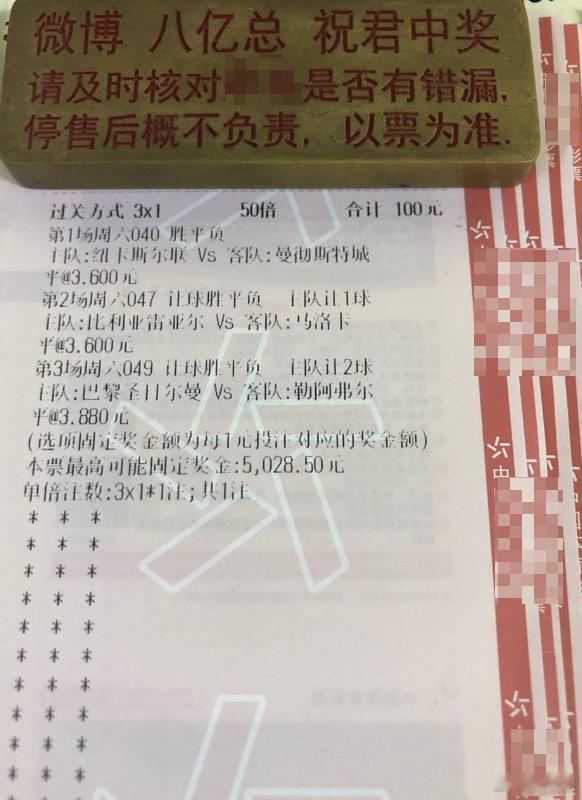 微博 八亿总 祝君中奖
请及时核对 是否有错漏,
停售后概不负责, 以票为准.
过关方式 3x1 50倍 合计 100元
第1场周六040 胜平负
主队:纽卡斯尔联 Vs 客队:曼彻斯特城
平@3.600元
第2场周六047 让球胜平负 主队让1球
主队:比利亚雷亚尔 Vs 客队:马洛卡
平@3.600元
第3场周六049 让球胜平负 主队让2球
主队:巴黎圣日尔曼 Vs 客队:勒阿弗尔
平@3.880元
(选项固定奖金额为每1元投注对应的奖金额)
本票最高可能固定奖金:5,028.50元
单倍注数:3x1*1注;共1注
* * *
* * *
* * *
* * *
* * *
* * *
* * *
* * *
* * *
* * *